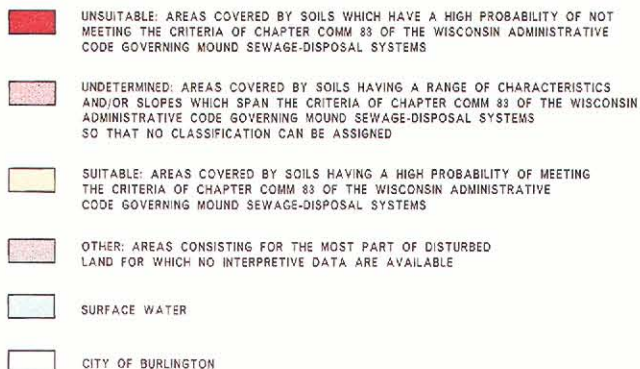 UNSUITABLE: AREAS COVERED BY SOILS WHICH HAVE A HIGH PROBABILITY OF NOT
MEETING THE CRITERIA OF CHAPTER COMM 83 OF THE WISCONSIN ADMINISTRATIVE
CODE GOVERNING MOUND SEWAGE-DISPOSAL SYSTEMS
UNDETERMINED: AREAS COVERED BY SOILS HAVING A RANGE OF CHARACTERISTICS
AND/OR SLOPES WHICH SPAN THE CRITERIA OF CHAPTER COMM 83 OF THE WISCONSIN
ADMINISTRATIVE CODE GOVERNING MOUND SEWAGE-DISPOSAL SYSTEMS
SO THAT NO CLASSIFICATION CAN BE ASSIGNED
SUITABLE: AREAS COVERED BY SOILS HAVING A HIGH PROBABILITY OF MEETING
THE CRITERIA OF CHAPTER COMM 83 OF THE WISCONSIN ADMINISTRATIVE
CODE GOVERNING MOUND SEWAGE-DISPOSAL SYSTEMS
OTHER: AREAS CONSISTING FOR THE MOST PART OF DISTURBED
LAND FOR WHICH NO INTERPRETIVE DATA ARE AVAILABLE
SURFACE WATER
CITY OF BURLINGTON